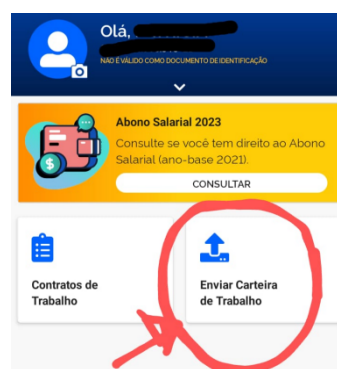 Olá,
NÃO É VÁLIDO COMO DOCUMENTO DE IDENTIFICAÇÃO
Abono Salarial 2023
Consulte se você tem direito ao Abono
Salarial (ano-base 2021).
CONSULTAR
Contratos de
Trabalho
Enviar Carteira
de Trabalho